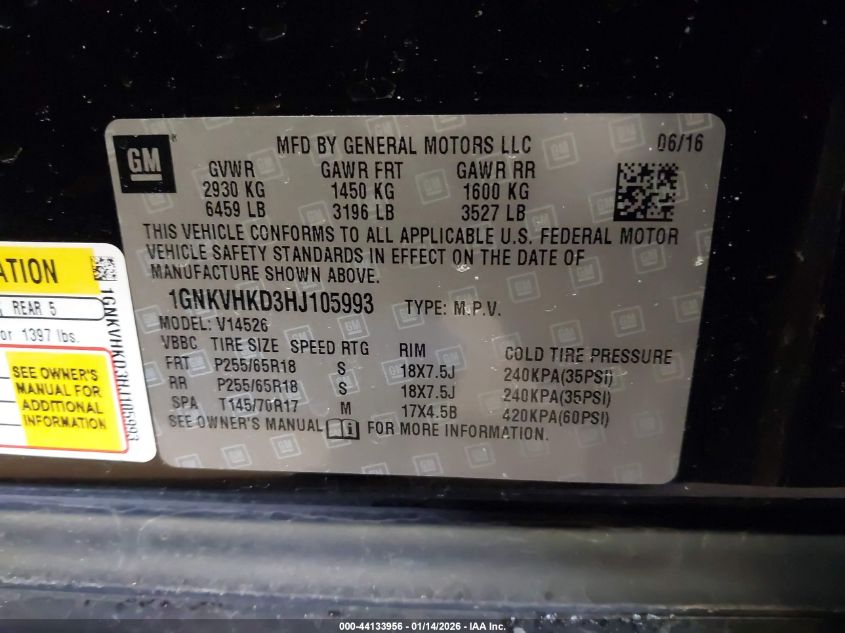 GM
MFD BY GENERAL MOTORS LLC 06/16
GVWR GAWR FRT GAWR RR
2930 KG 1450 KG 1600 KG
6459 LB 3196 LB 3527 LB
THIS VEHICLE CONFORMS TO ALL APPLICABLE U.S. FEDERAL MOTOR
VEHICLE SAFETY STANDARDS IN EFFECT ON THE DATE OF
MANUFACTURE SHOWN ABOVE.
1GNKVHKD3HJ105993 TYPE: M.P.V.
MODEL: V14526
VBBC TIRE SIZE SPEED RTG RIM COLD TIRE PRESSURE
FRT P255/65R18 S 18X7.5J 240KPA(35PSI)
RR P255/65R18 S 18X7.5J 240KPA(35PSI)
SPA T145/70R17 M 17X4.5B 420KPA(60PSI)
SEE OWNER'S MANUAL FOR MORE INFORMATION.
ATION
REAR 5
or 1397 lbs.
SEE OWNER'S
MANUAL FOR
ADDITIONAL
INFORMATION
1GNKVHKD3HJ105993
000-44133956 - 01/14/2026 - IAA Inc.